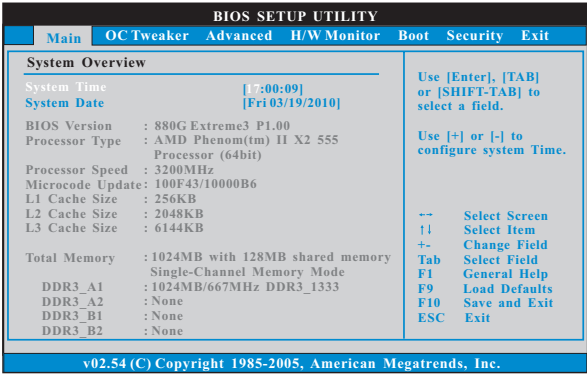 BIOS SETUP UTILITY
Main OC Tweaker Advanced H/W Monitor Boot Security Exit
System Overview
System Time [17:00:09]
System Date [Fri 03/19/2010]
BIOS Version : 880G Extreme3 P1.00
Processor Type : AMD Phenom(tm) II X2 555
Processor (64bit)
Processor Speed : 3200MHz
Microcode Update : 100F43/10000B6
L1 Cache Size : 256KB
L2 Cache Size : 2048KB
L3 Cache Size : 6144KB
Total Memory : 1024MB with 128MB shared memory
Single-Channel Memory Mode
DDR3_A1 : 1024MB/667MHz DDR3_1333
DDR3_A2 : None
DDR3_B1 : None
DDR3_B2 : None
Use [Enter], [TAB]
or [SHIFT-TAB] to
select a field.
Use [+] or [-] to
configure system Time.
←→ Select Screen
↑↓ Select Item
+- Change Field
Tab Select Field
F1 General Help
F9 Load Defaults
F10 Save and Exit
ESC Exit
v02.54 (C) Copyright 1985-2005, American Megatrends, Inc.